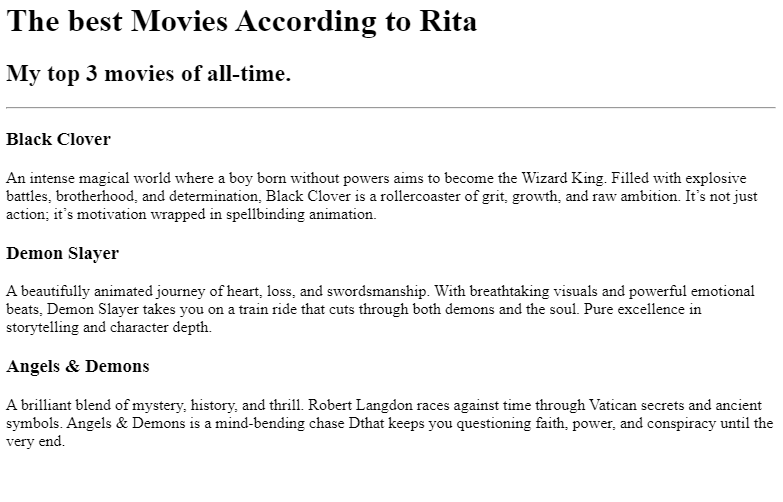 The best Movies According to Rita
My top 3 movies of all-time.
Black Clover
An intense magical world where a boy born without powers aims to become the Wizard King. Filled with explosive
battles, brotherhood, and determination, Black Clover is a rollercoaster of grit, growth, and raw ambition. It’s not just
action; it’s motivation wrapped in spellbinding animation.
Demon Slayer
A beautifully animated journey of heart, loss, and swordsmanship. With breathtaking visuals and powerful emotional
beats, Demon Slayer takes you on a train ride that cuts through both demons and the soul. Pure excellence in
storytelling and character depth.
Angels & Demons
A brilliant blend of mystery, history, and thrill. Robert Langdon races against time through Vatican secrets and ancient
symbols. Angels & Demons is a mind-bending chase Dthat keeps you questioning faith, power, and conspiracy until the
very end.